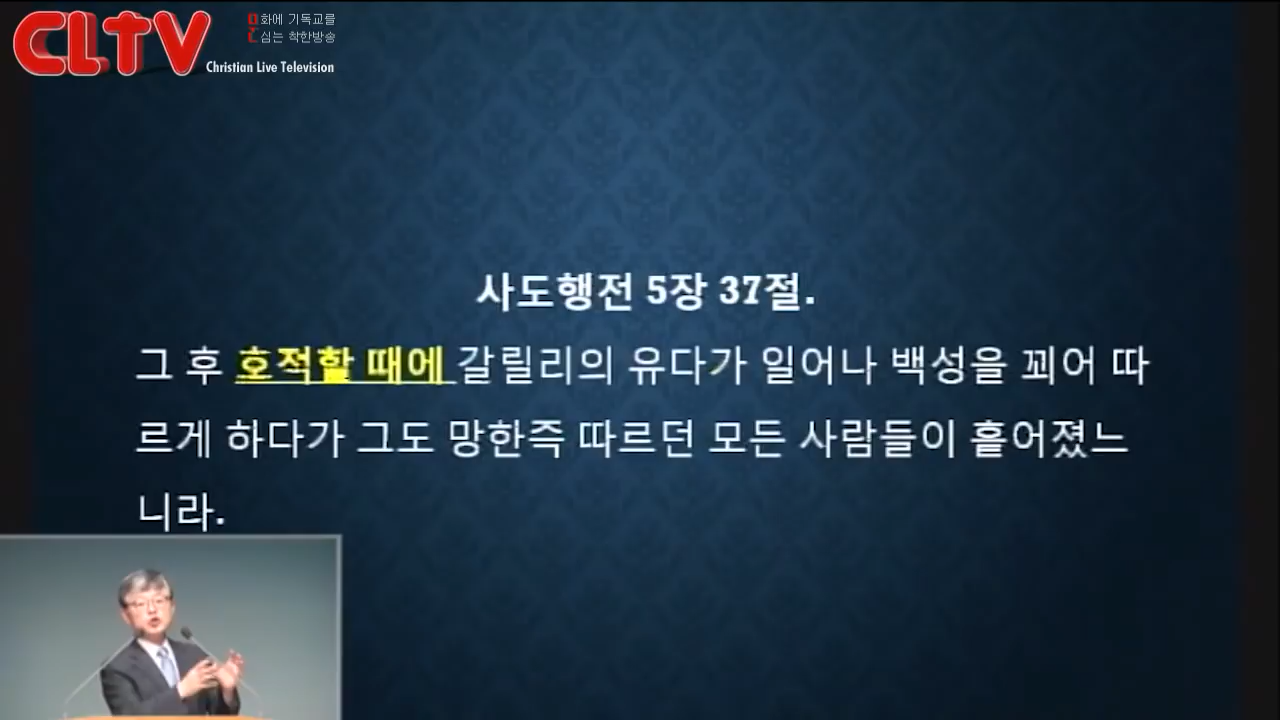 CLTV
문화에 기독교를
심는 착한방송
Christian Live Television
사도행전 5장 37절.
그 후 호적할 때에 갈릴리의 유다가 일어나 백성을 꾀어 따
르게 하다가 그도 망한즉 따르던 모든 사람들이 흩어졌느
니라.